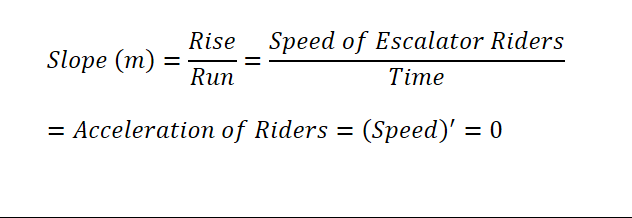 Slope (m) = Rise/Run = Speed of Escalator Riders/Time
= Acceleration of Riders = (Speed)′ = 0